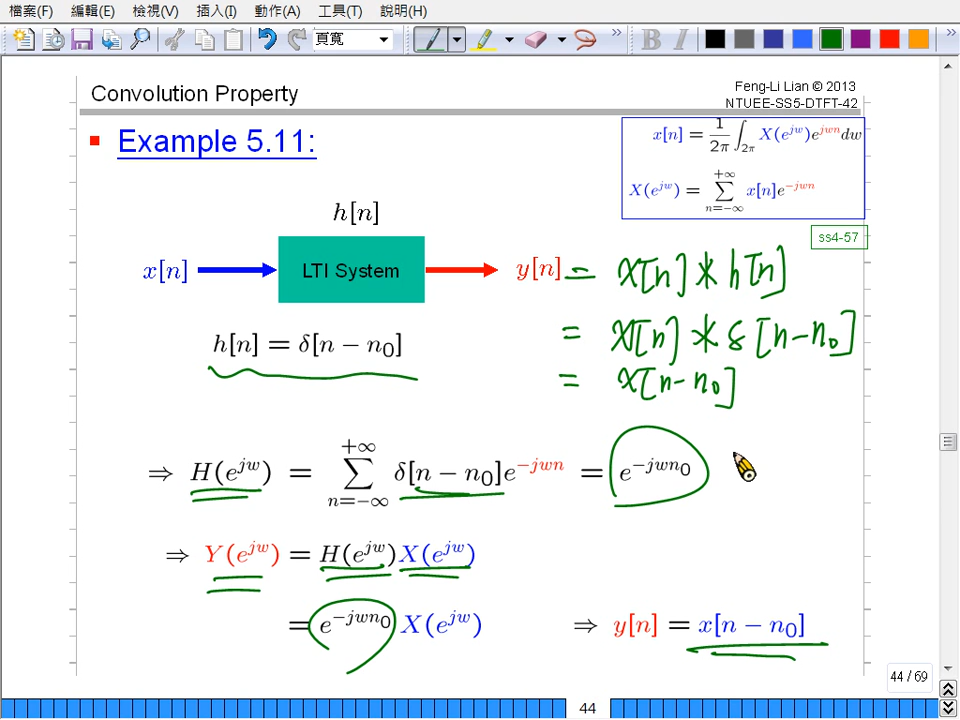 檔案(F) 編輯(E) 檢視(V) 插入(I) 動作(A) 工具(T) 說明(H)
頁寬 B I
Convolution Property
Feng-Li Lian © 2013
NTUEE-SS5-DTFT-42
Example 5.11:
x[n] = 1/2π ∫2π X(e^jw)e^jwn dw
X(e^jw) = +∞ ∑ n=−∞ x[n]e^−jwn
ss4-57
h[n]
x[n] LTI System y[n] = x[n] * h[n]
= x[n] * δ[n−n0]
h[n] = δ[n − n0]
= x[n−n0]
⇒ H(e^jw) = +∞ ∑ n=−∞ δ[n − n0]e^−jwn = e^−jwn0
⇒ Y(e^jw) = H(e^jw)X(e^jw)
= e^−jwn0 X(e^jw) ⇒ y[n] = x[n − n0]
44 / 69
44